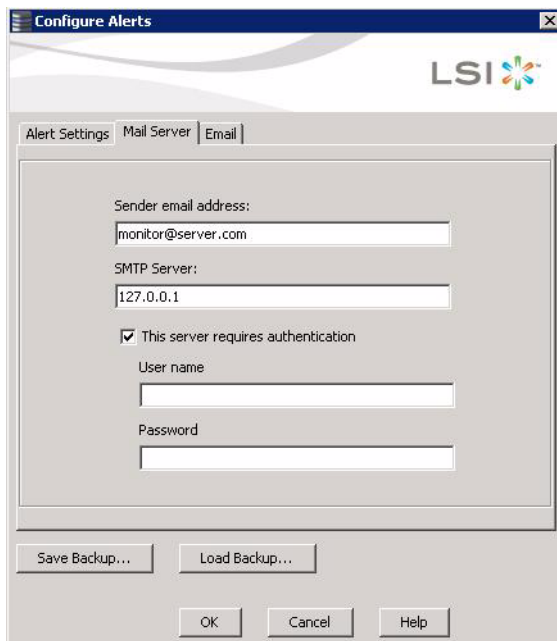 Configure Alerts
LSI
Alert Settings Mail Server Email
Sender email address:
monitor@server.com
SMTP Server:
127.0.0.1
This server requires authentication
User name
Password
Save Backup... Load Backup...
OK Cancel Help